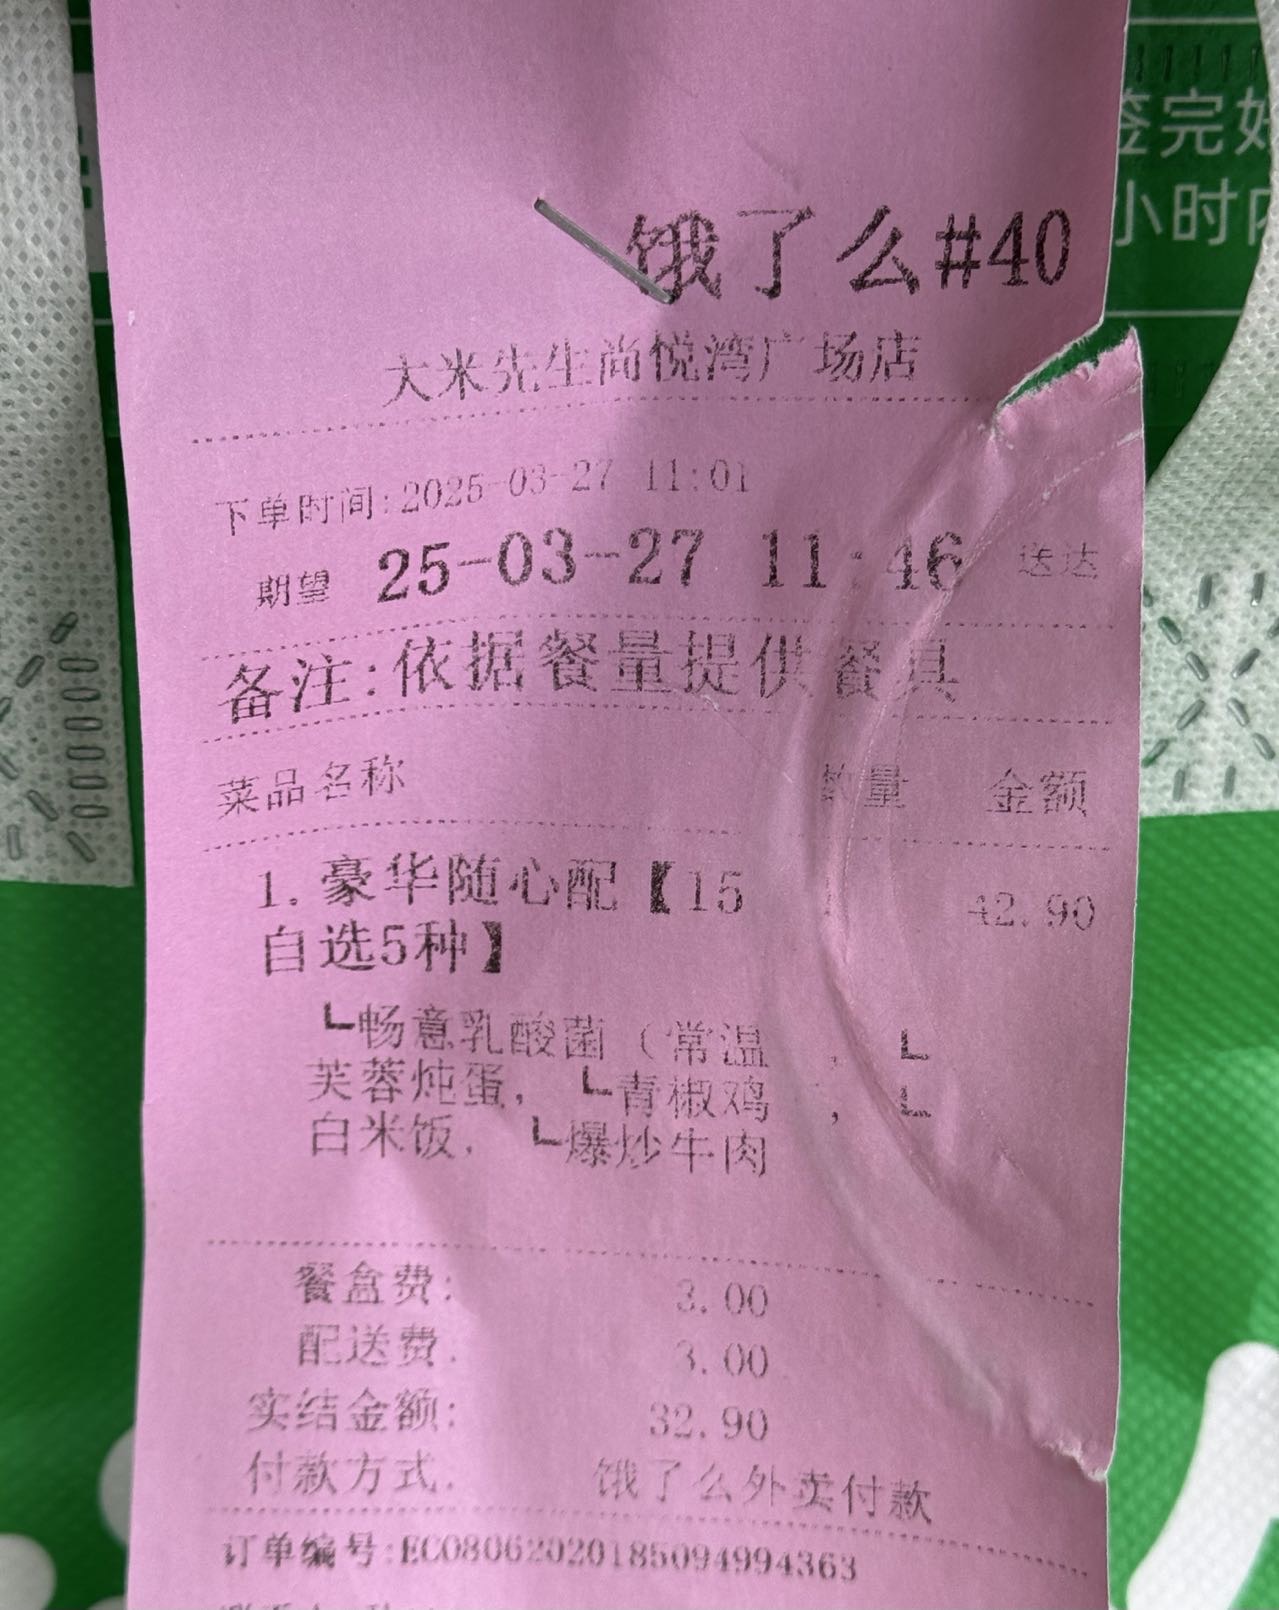 签完好
小时内
饿了么#40
大米先生尚悦湾广场店
下单时间:2025-03-27 11:01
期望 25-03-27 11:46 送达
备注:依据餐量提供餐具
菜品名称 数量 金额
1. 豪华随心配【15 42.90
自选5种】
┗畅意乳酸菌（常温 , ┗
芙蓉炖蛋, ┗青椒鸡 , ┗
白米饭, ┗爆炒牛肉
餐盒费: 3.00
配送费: 3.00
实结金额: 32.90
付款方式: 饿了么外卖付款
订单编号:EC08062020185094994363